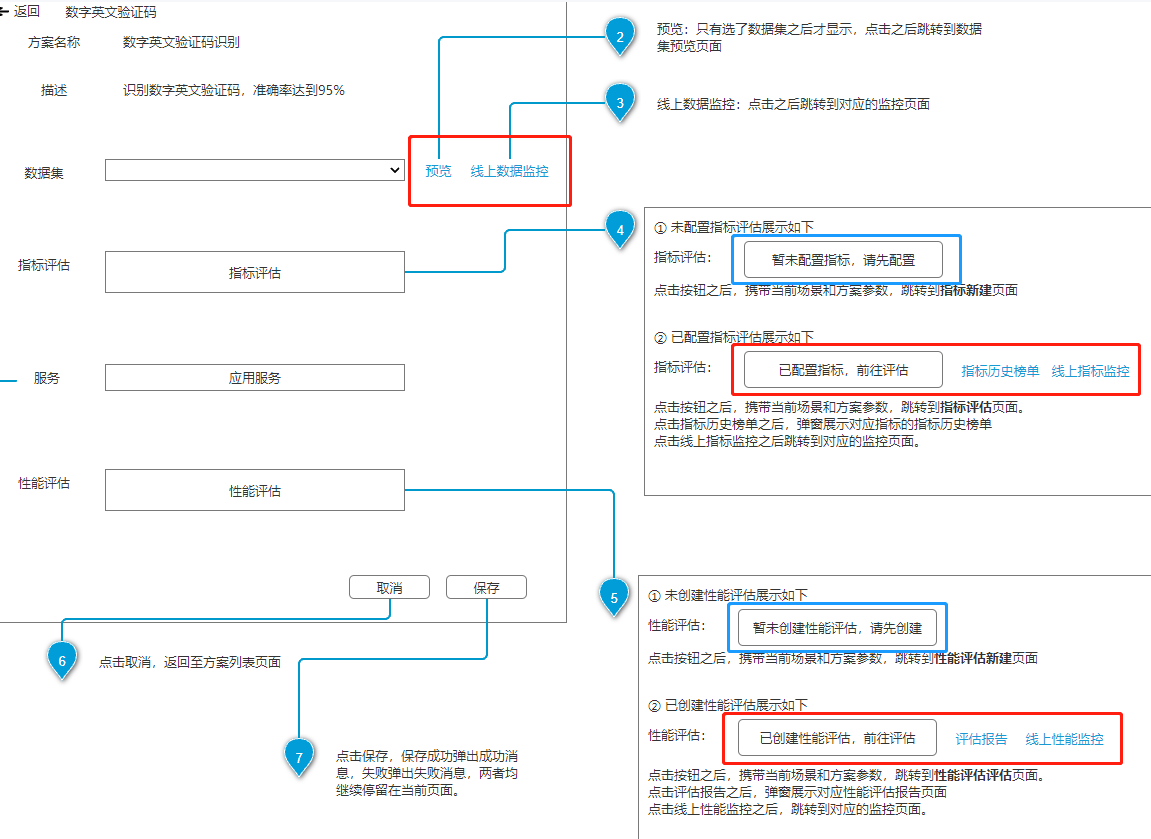 返回 数字英文验证码
方案名称 数字英文验证码识别
描述 识别数字英文验证码，准确率达到95%
数据集 预览 线上数据监控
指标评估 指标评估
服务 应用服务
性能评估 性能评估
取消 保存
2 预览：只有选了数据集之后才显示，点击之后跳转到数据
集预览页面
3 线上数据监控：点击之后跳转到对应的监控页面
4
① 未配置指标评估展示如下
指标评估： 暂未配置指标，请先配置
点击按钮之后，携带当前场景和方案参数，跳转到指标新建页面
② 已配置指标评估展示如下
指标评估： 已配置指标，前往评估 指标历史榜单 线上指标监控
点击按钮之后，携带当前场景和方案参数，跳转到指标评估页面。
点击指标历史榜单之后，弹窗展示对应指标的指标历史榜单
点击线上指标监控之后跳转到对应的监控页面。
5
① 未创建性能评估展示如下
性能评估： 暂未创建性能评估，请先创建
点击按钮之后，携带当前场景和方案参数，跳转到性能评估新建页面
② 已创建性能评估展示如下
性能评估： 已创建性能评估，前往评估 评估报告 线上性能监控
点击按钮之后，携带当前场景和方案参数，跳转到性能评估评估页面。
点击评估报告之后，弹窗展示对应性能评估报告页面
点击线上性能监控之后，跳转到对应的监控页面。
6 点击取消，返回至方案列表页面
7 点击保存，保存成功弹出成功消
息，失败弹出失败消息，两者均
继续停留在当前页面。